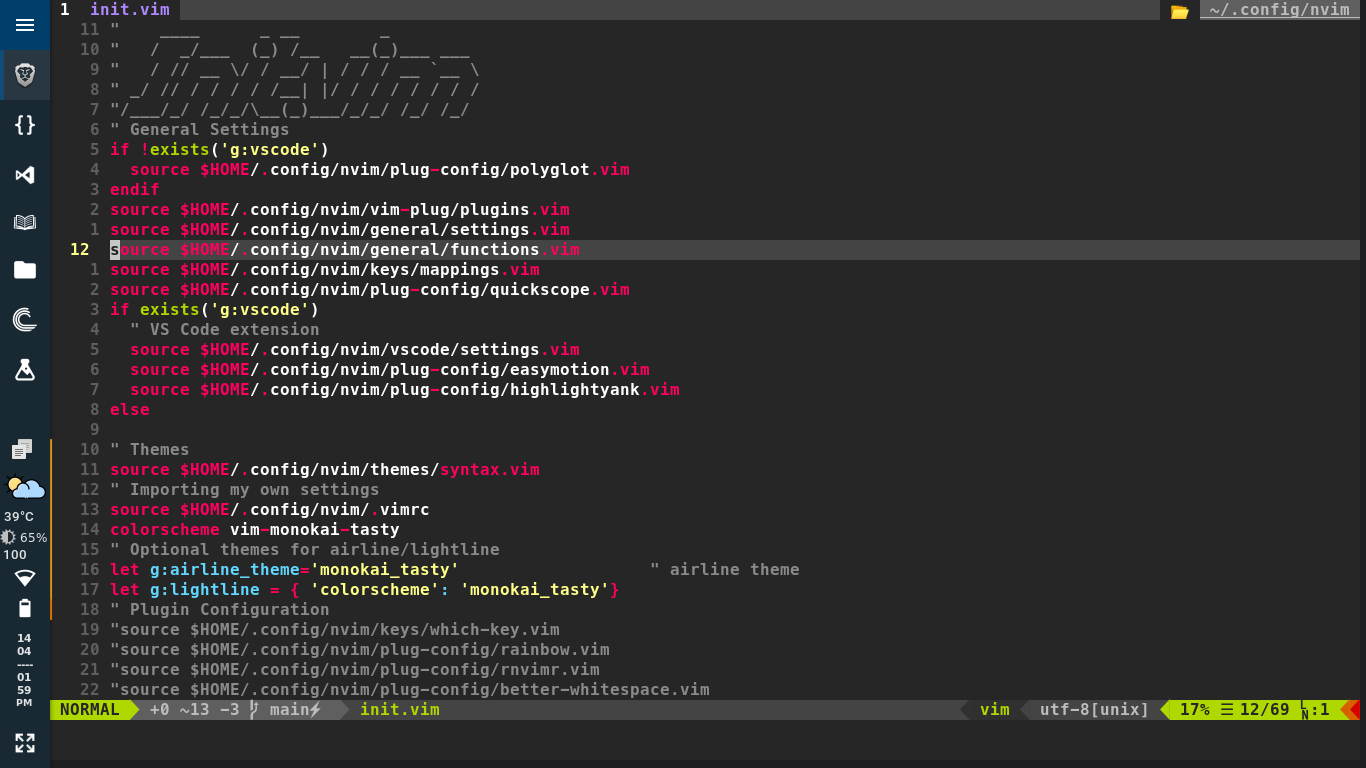 1 init.vim ~/.config/nvim
11 "     ____      _ __        _
10 "   /  _/___  (_) /__   __(_)___ ___
9 "   / // __ \/ / __/ | / / / __ `__ \
8 " _/ // / / / / /__| |/ / / / / / / /
7 "/___/_/ /_/_/\__(_)___/_/_/ /_/ /_/
6 " General Settings
5 if !exists('g:vscode')
4   source $HOME/.config/nvim/plug-config/polyglot.vim
3 endif
2 source $HOME/.config/nvim/vim-plug/plugins.vim
1 source $HOME/.config/nvim/general/settings.vim
12 source $HOME/.config/nvim/general/functions.vim
1 source $HOME/.config/nvim/keys/mappings.vim
2 source $HOME/.config/nvim/plug-config/quickscope.vim
3 if exists('g:vscode')
4   " VS Code extension
5   source $HOME/.config/nvim/vscode/settings.vim
6   source $HOME/.config/nvim/plug-config/easymotion.vim
7   source $HOME/.config/nvim/plug-config/highlightyank.vim
8 else
9
10 " Themes
11 source $HOME/.config/nvim/themes/syntax.vim
12 " Importing my own settings
13 source $HOME/.config/nvim/.vimrc
14 colorscheme vim-monokai-tasty
15 " Optional themes for airline/lightline
16 let g:airline_theme='monokai_tasty'                   " airline theme
17 let g:lightline = { 'colorscheme': 'monokai_tasty'}
18 " Plugin Configuration
19 "source $HOME/.config/nvim/keys/which-key.vim
20 "source $HOME/.config/nvim/plug-config/rainbow.vim
21 "source $HOME/.config/nvim/plug-config/rnvimr.vim
22 "source $HOME/.config/nvim/plug-config/better-whitespace.vim
NORMAL +0 ~13 -3 main init.vim vim utf-8[unix] 17% ☰ 12/69 LN:1
{}
39°C
65%
100
14
04
----
01
59
PM